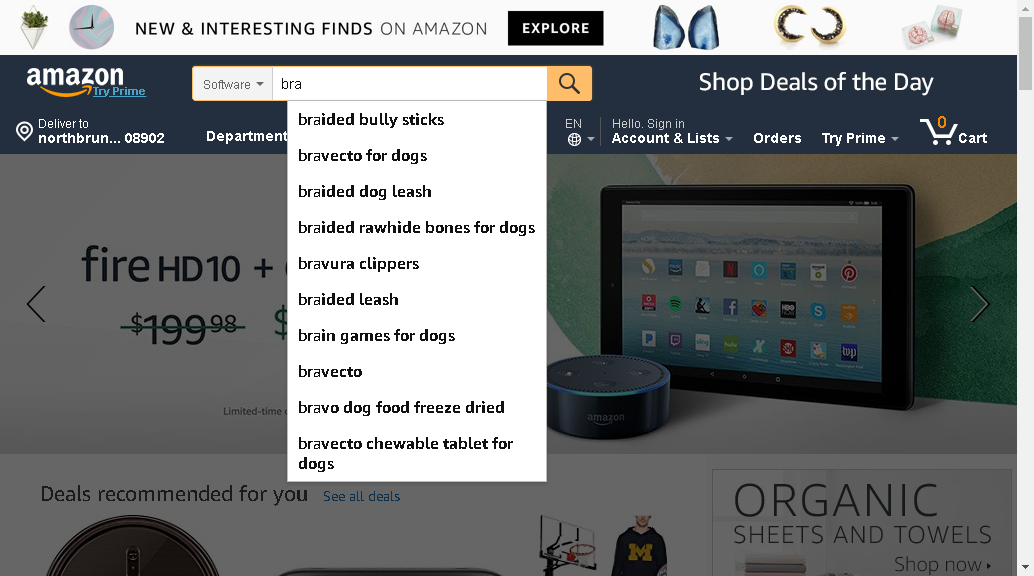 NEW & INTERESTING FINDS ON AMAZON
EXPLORE
amazon
Try Prime
Software
bra
Shop Deals of the Day
Deliver to
northbrun... 08902
Department
EN
Hello. Sign in
Account & Lists
Orders
Try Prime
0
Cart
braided bully sticks
bravecto for dogs
braided dog leash
braided rawhide bones for dogs
bravura clippers
braided leash
brain games for dogs
bravecto
bravo dog food freeze dried
bravecto chewable tablet for
dogs
fire HD 10 +
$199 98
$
Limited-time
amazon
Deals recommended for you
See all deals
ORGANIC
SHEETS AND TOWELS
Shop now